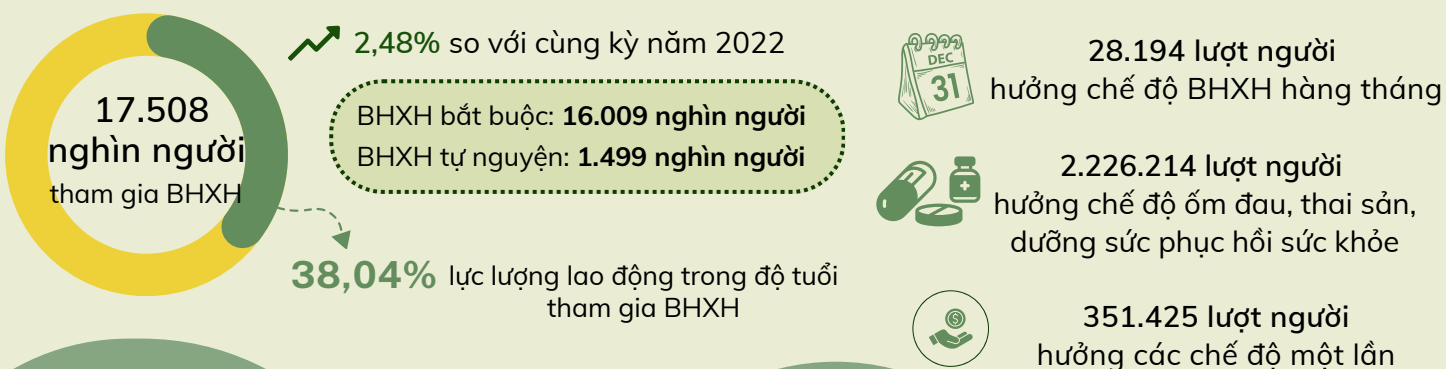 17.508
nghìn người
tham gia BHXH
2,48% so với cùng kỳ năm 2022
BHXH bắt buộc: 16.009 nghìn người
BHXH tự nguyện: 1.499 nghìn người
38,04% lực lượng lao động trong độ tuổi
tham gia BHXH
DEC
31
28.194 lượt người
hưởng chế độ BHXH hàng tháng
2.226.214 lượt người
hưởng chế độ ốm đau, thai sản,
dưỡng sức phục hồi sức khỏe
351.425 lượt người
hưởng các chế độ một lần